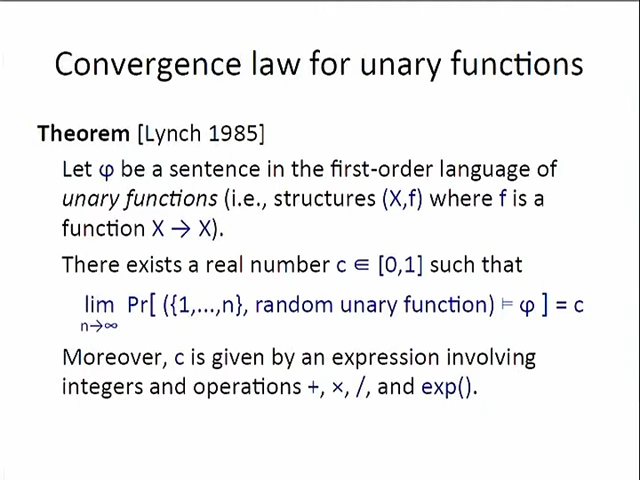 Convergence law for unary functions
Theorem [Lynch 1985]
Let φ be a sentence in the first-order language of
unary functions (i.e., structures (X,f) where f is a
function X → X).
There exists a real number c ∈ [0,1] such that
lim Pr[ ({1,...,n}, random unary function) ⊨ φ ] = c
n→∞
Moreover, c is given by an expression involving
integers and operations +, ×, /, and exp().